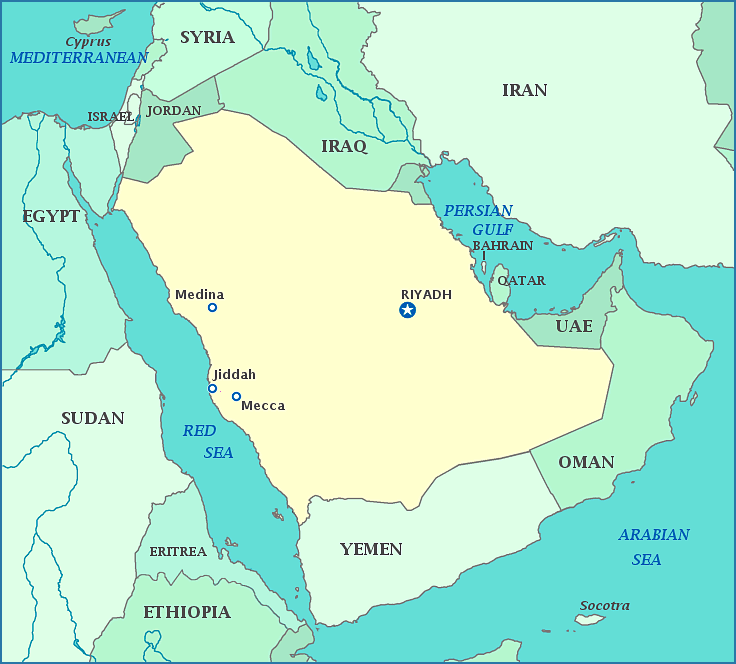 SYRIA
Cyprus
MEDITERRANEAN
IRAN
ISRAEL
JORDAN
IRAQ
EGYPT
PERSIAN
GULF
BAHRAIN
QATAR
Medina
RIYADH
UAE
Jiddah
Mecca
SUDAN
RED
SEA
OMAN
ARABIAN
SEA
ERITREA
YEMEN
Socotra
ETHIOPIA